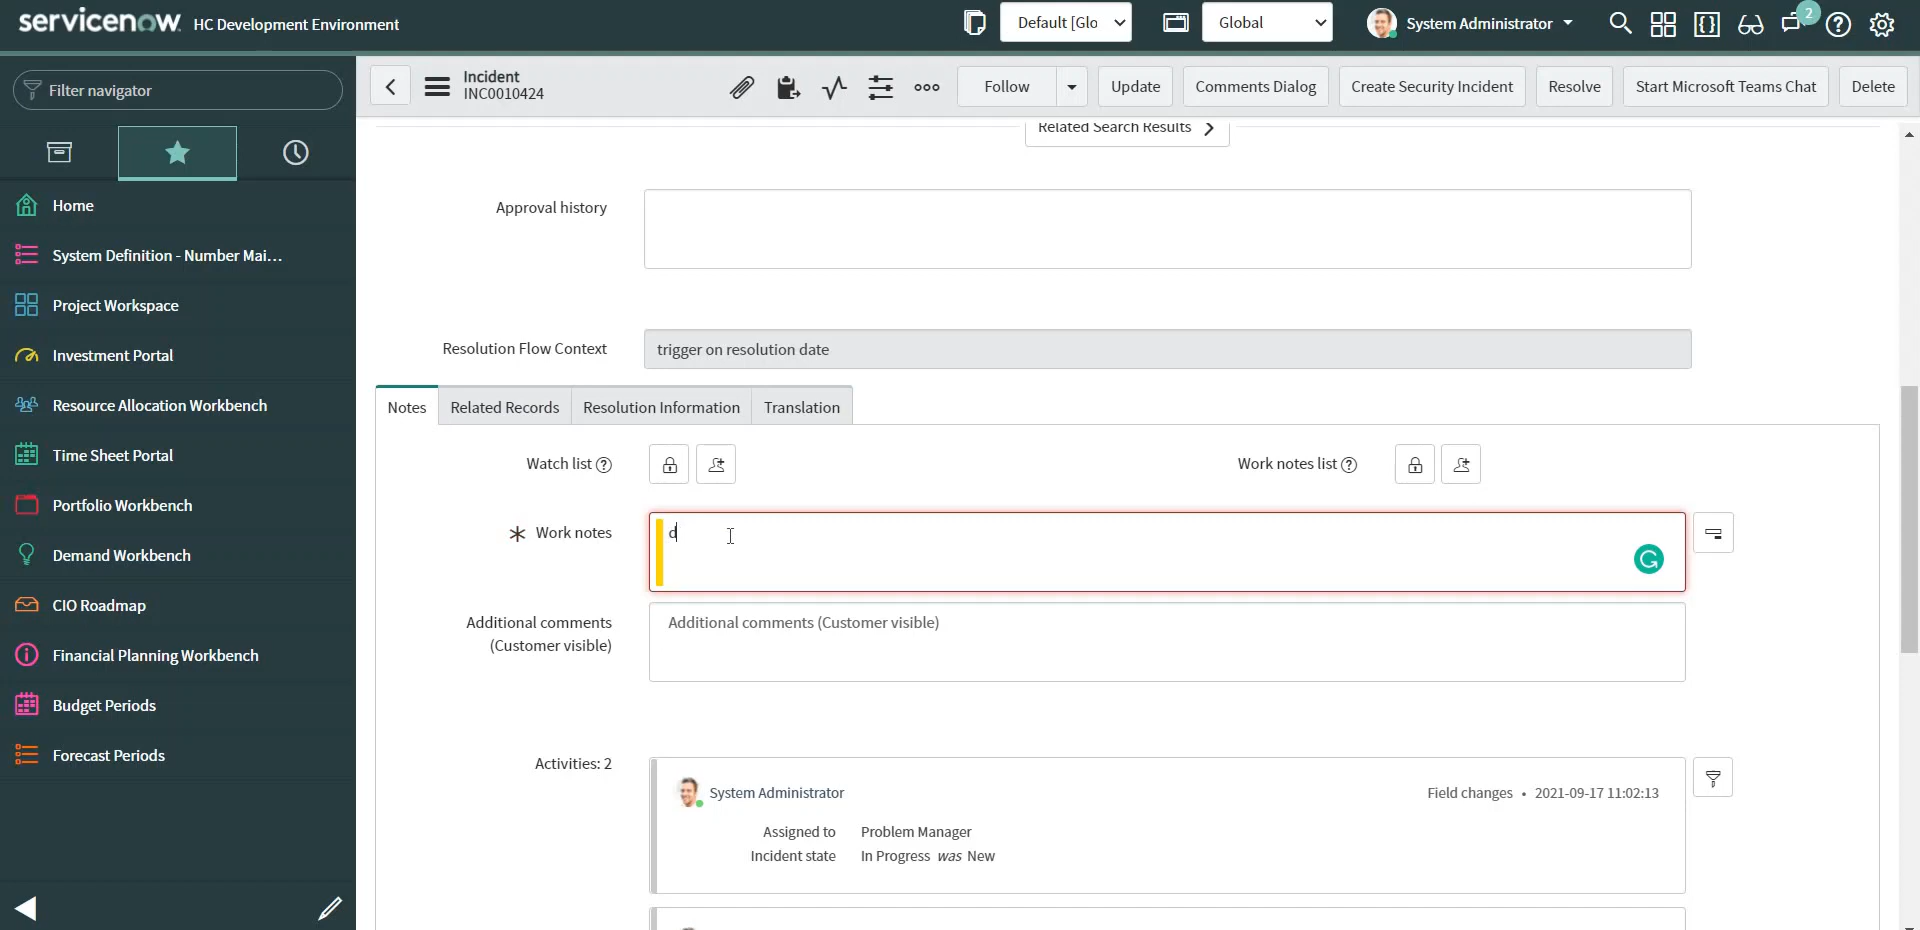 servicenow HC Development Environment
Default [Glo
Global
System Administrator
2
Filter navigator
Incident
INC0010424
Follow
Update
Comments Dialog
Create Security Incident
Resolve
Start Microsoft Teams Chat
Delete
Related Search Results
Home
System Definition - Number Mai...
Project Workspace
Investment Portal
Resource Allocation Workbench
Time Sheet Portal
Portfolio Workbench
Demand Workbench
CIO Roadmap
Financial Planning Workbench
Budget Periods
Forecast Periods
Approval history
Resolution Flow Context
trigger on resolution date
Notes
Related Records
Resolution Information
Translation
Watch list
Work notes list
Work notes
d
Additional comments
(Customer visible)
Additional comments (Customer visible)
Activities: 2
System Administrator
Field changes • 2021-09-17 11:02:13
Assigned to Problem Manager
Incident state In Progress was New